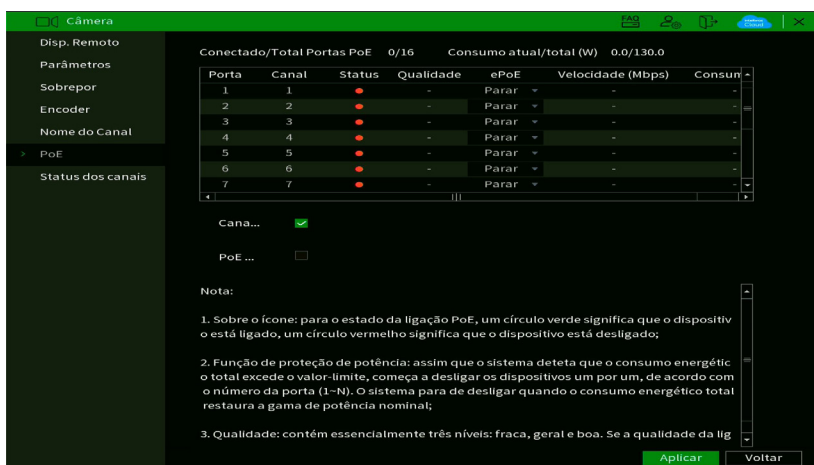 Câmera
FAQ
Cloud
Disp. Remoto
Parâmetros
Sobrepor
Encoder
Nome do Canal
> PoE
Status dos canais
Conectado/Total Portas PoE 0/16 Consumo atual/total (W) 0.0/130.0
Porta Canal Status Qualidade ePoE Velocidade (Mbps) Consum
1 1 - Parar - -
2 2 - Parar - -
3 3 - Parar - -
4 4 - Parar - -
5 5 - Parar - -
6 6 - Parar - -
7 7 - Parar - -
Cana...
PoE ...
Nota:
1. Sobre o ícone: para o estado da ligação PoE, um círculo verde significa que o dispositiv
o está ligado, um círculo vermelho significa que o dispositivo está desligado;
2. Função de proteção de potência: assim que o sistema deteta que o consumo energétic
o total excede o valor-limite, começa a desligar os dispositivos um por um, de acordo com
o número da porta (1~N). O sistema para de desligar quando o consumo energético total
restaura a gama de potência nominal;
3. Qualidade: contém essencialmente três níveis: fraca, geral e boa. Se a qualidade da lig
Aplicar Voltar